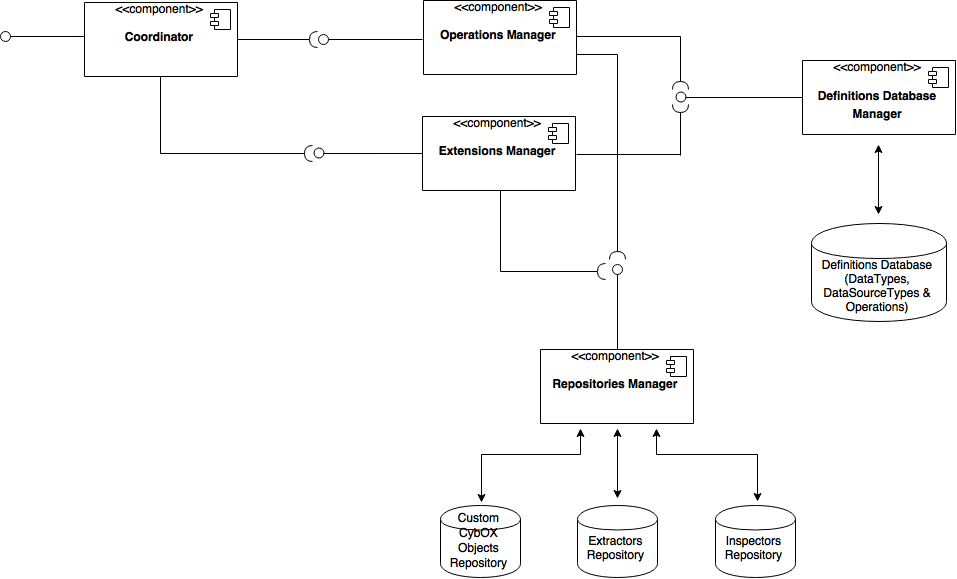 <<component>>
Coordinator
<<component>>
Operations Manager
<<component>>
Definitions Database
Manager
<<component>>
Extensions Manager
Definitions Database
(DataTypes,
DataSourceTypes &
Operations)
<<component>>
Repositories Manager
Custom
CybOX
Objects
Repository
Extractors
Repository
Inspectors
Repository